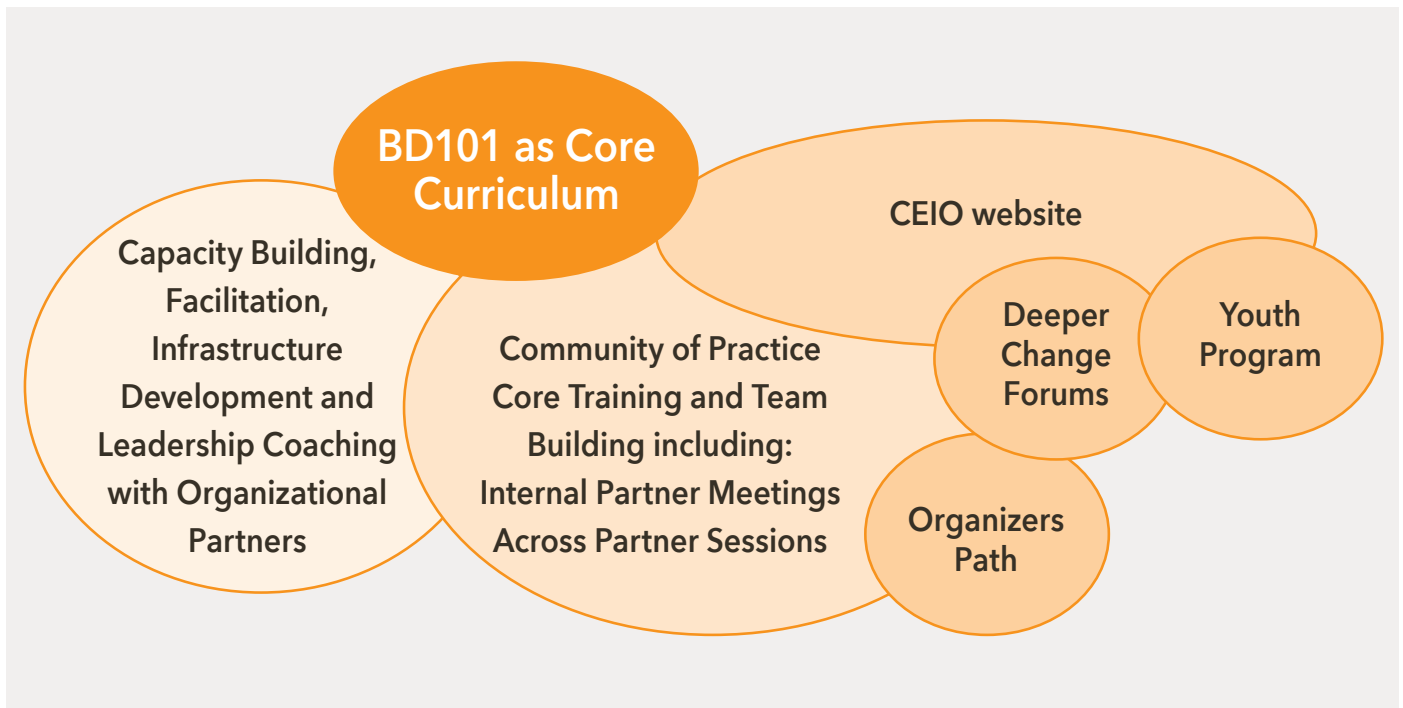 BD101 as Core
Curriculum
Capacity Building,
Facilitation,
Infrastructure
Development and
Leadership Coaching
with Organizational
Partners
Community of Practice
Core Training and Team
Building including:
Internal Partner Meetings
Across Partner Sessions
CEIO website
Deeper
Change
Forums
Youth
Program
Organizers
Path